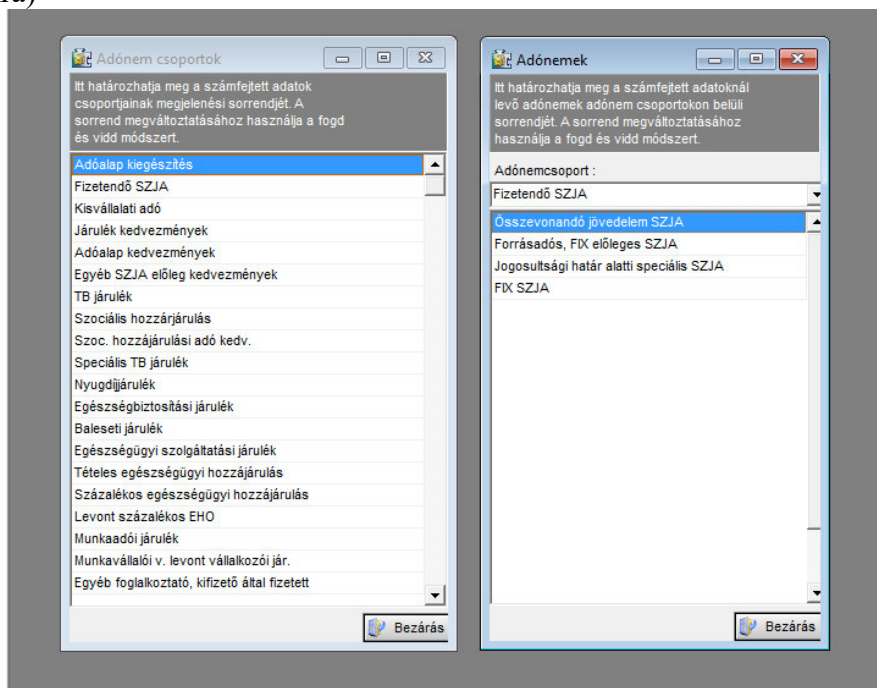 Adónem csoportok
Itt határozhatja meg a számfejtett adatok
csoportjainak megjelenési sorrendjét. A
sorrend megváltoztatásához használja a fogd
és vidd módszert.
Adóalap kiegészítés
Fizetendő SZJA
Kisvállalati adó
Járulék kedvezmények
Adóalap kedvezmények
Egyéb SZJA előleg kedvezmények
TB járulék
Szociális hozzárjárulás
Szoc. hozzájárulási adó kedv.
Speciális TB járulék
Nyugdíjjárulék
Egészségbiztosítási járulék
Baleseti járulék
Egészségügyi szolgáltatási járulék
Tételes egészségügyi hozzájárulás
Százalékos egészségügyi hozzájárulás
Levont százalékos EHO
Munkaadói járulék
Munkavállalói v. levont vállalkozói jár.
Egyéb foglalkoztató, kifizető által fizetett
Bezárás
Adónemek
Itt határozhatja meg a számfejtett adatoknál
levő adónemek adónem csoportokon belüli
sorrendjét. A sorrend megváltoztatásához
használja a fogd és vidd módszert.
Adónemcsoport :
Fizetendő SZJA
Összevonandó jövedelem SZJA
Forrásadós, FIX előleges SZJA
Jogosultsági határ alatti speciális SZJA
FIX SZJA
Bezárás